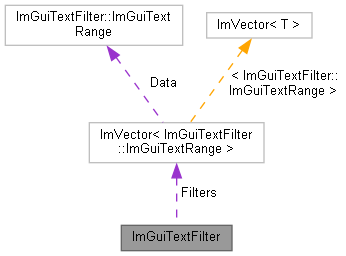 ImGuiTextFilter::ImGuiText
Range
ImVector< T >
Data
< ImGuiTextFilter::
ImGuiTextRange >
ImVector< ImGuiTextFilter
::ImGuiTextRange >
Filters
ImGuiTextFilter